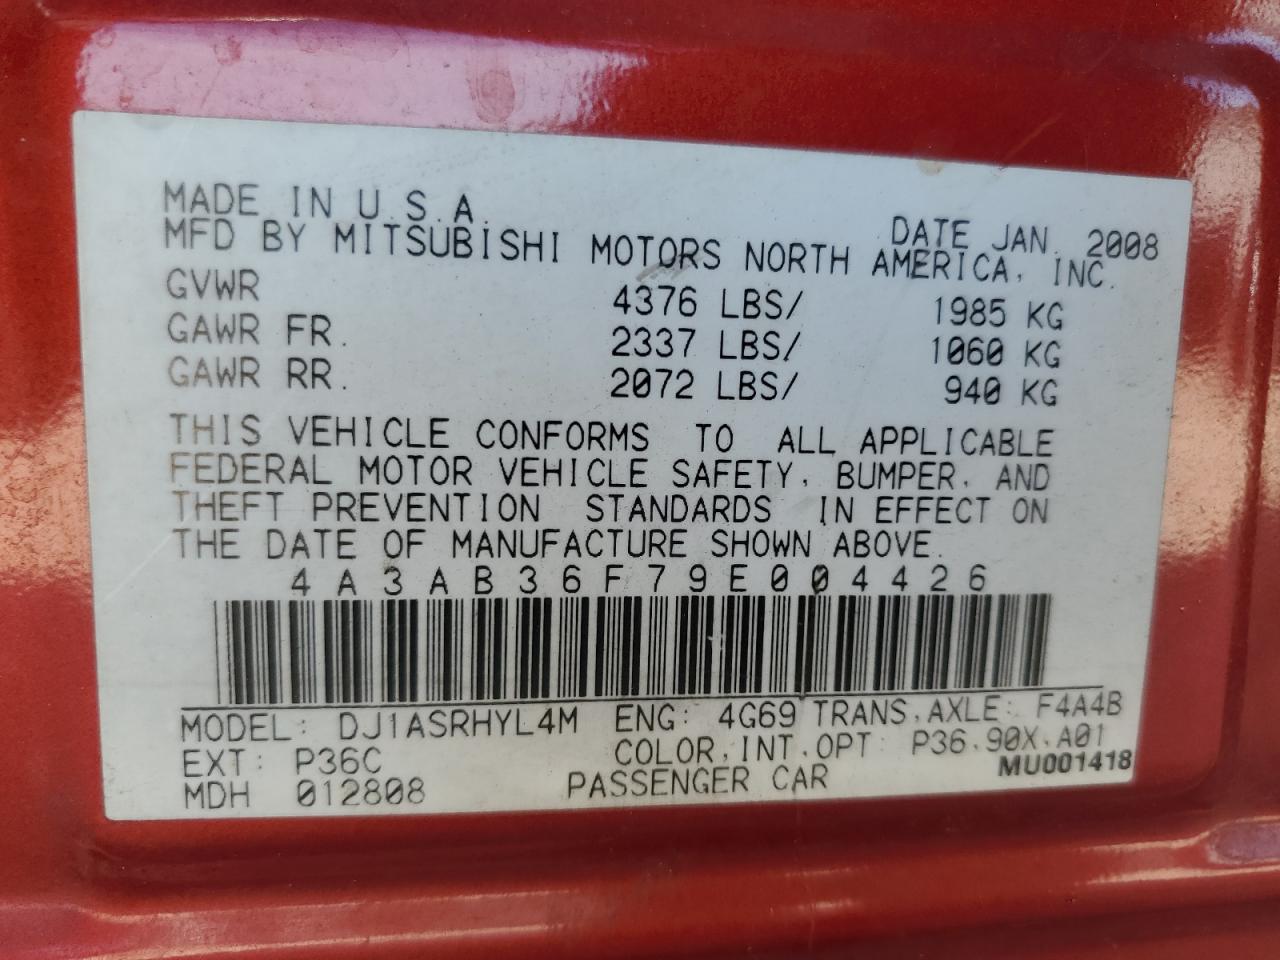 MADE IN U.S.A. DATE JAN. 2008
MFD BY MITSUBISHI MOTORS NORTH AMERICA, INC.
GVWR 4376 LBS/ 1985 KG
GAWR FR. 2337 LBS/ 1060 KG
GAWR RR. 2072 LBS/ 940 KG
THIS VEHICLE CONFORMS TO ALL APPLICABLE
FEDERAL MOTOR VEHICLE SAFETY, BUMPER, AND
THEFT PREVENTION STANDARDS IN EFFECT ON
THE DATE OF MANUFACTURE SHOWN ABOVE.
4A3AB36F79E004426
MODEL: DJ1ASRHYL4M ENG: 4G69 TRANS,AXLE: F4A4B
EXT: P36C COLOR,INT.OPT: P36.90X.A01
MDH 012808 PASSENGER CAR MU001418